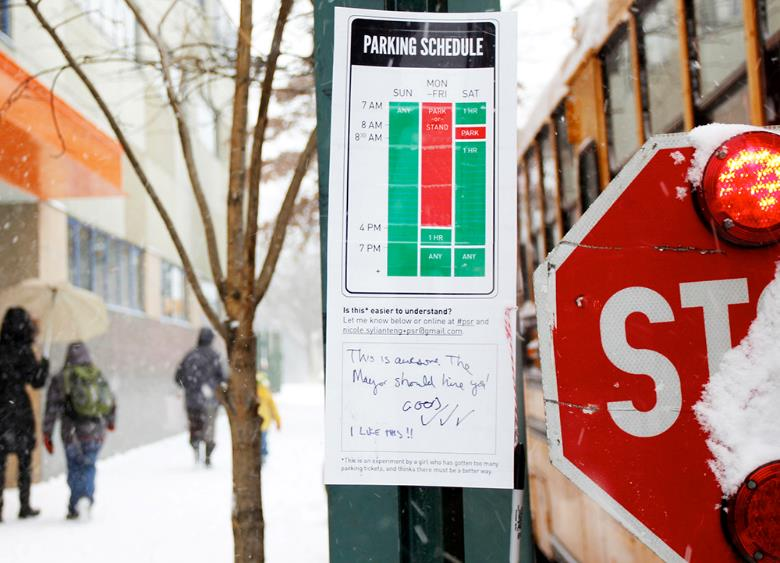 PARKING SCHEDULE
MON
SUN –FRI SAT
7 AM ANY PARK 1 HR
-or-
STAND
8 AM PARK
8³⁰ AM
1 HR
4 PM
1 HR
7 PM
ANY ANY
+
Is this* easier to understand?
Let me know below or online at #psr and
nicole.sylianteng+psr@gmail.com.
This is awesome. The
Mayor should hire you!
GOOD
I LIKE THIS!!
*This is an experiment by a girl who has gotten too many
parking tickets, and thinks there must be a better way.
ST